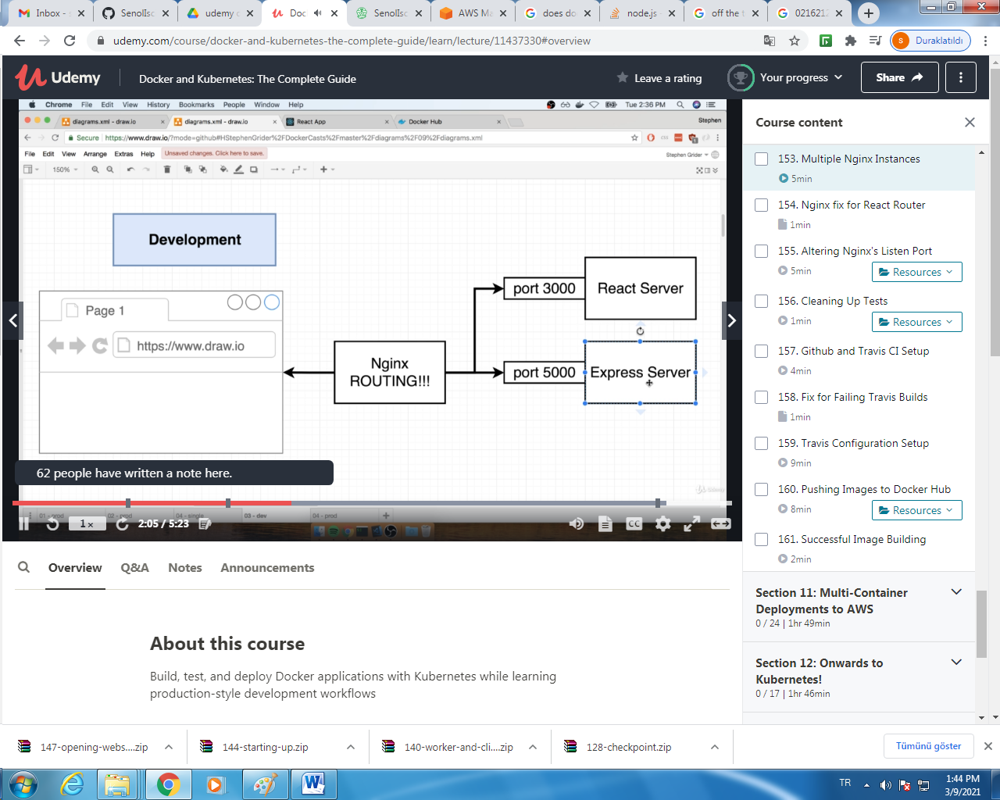 Inbox - s
SenolIsc
udemy c
Doc
SenolIsc
AWS Ma
does do
node.js -
off the t
021621
udemy.com/course/docker-and-kubernetes-the-complete-guide/learn/lecture/11437330#overview
S Duraklatıldı
Udemy
Docker and Kubernetes: The Complete Guide
Leave a rating
Your progress
Share
Chrome File Edit View History Bookmarks People Window Help
Tue 2:36 PM
diagrams.xml - draw.io
diagrams.xml - draw.io
React App
Docker Hub
Stephen
Secure https://www.draw.io/?mode=github#HStephenGrider%2FDockerCasts%2Fmaster%2Fdiagrams%2F09%2Fdiagrams.xml
File Edit View Arrange Extras Help
Unsaved changes. Click here to save.
Stephen Grider
150%
Development
Page 1
https://www.draw.io
Nginx
ROUTING!!!
port 3000
React Server
port 5000
Express Server
62 people have written a note here.
Udemy
01 - prod
02 - prod
04 - single
03 - dev
04 - prod
1 x
2:05 / 5:23
CC
Course content
153. Multiple Nginx Instances
5min
154. Nginx fix for React Router
1min
155. Altering Nginx's Listen Port
5min
Resources
156. Cleaning Up Tests
1min
Resources
157. Github and Travis CI Setup
4min
158. Fix for Failing Travis Builds
1min
159. Travis Configuration Setup
9min
160. Pushing Images to Docker Hub
8min
Resources
161. Successful Image Building
2min
Section 11: Multi-Container
Deployments to AWS
0 / 24 | 1hr 49min
Section 12: Onwards to
Kubernetes!
0 / 17 | 1hr 46min
Overview
Q&A
Notes
Announcements
About this course
Build, test, and deploy Docker applications with Kubernetes while learning
production-style development workflows
147-opening-webs....zip
144-starting-up.zip
140-worker-and-cli....zip
128-checkpoint.zip
Tümünü göster
TR
1:44 PM
3/9/2021